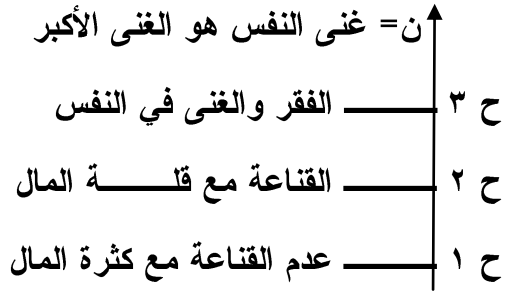 ن= غنى النفس هو الغنى الأكبر
ح ٣ الفقر والغنى في النفس
ح ٢ القناعة مع قلـــــــة المال
ح ١ عدم القناعة مع كثرة المال